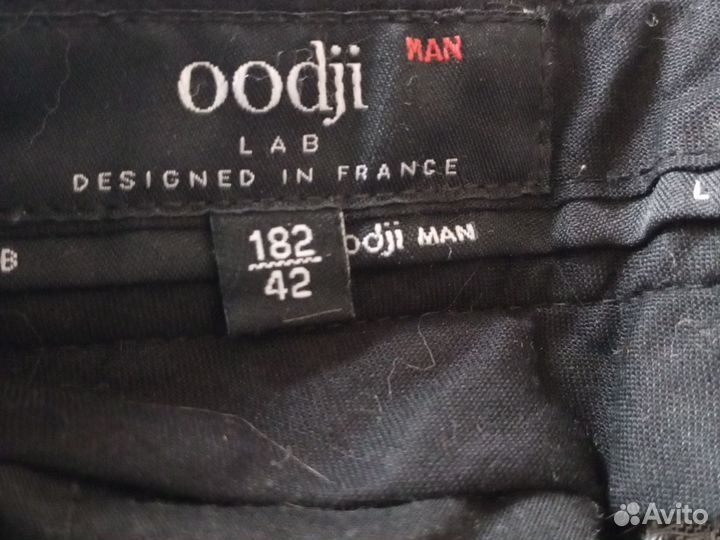 oodji MAN
LAB
DESIGNED IN FRANCE
L
B
182
42
oodji MAN
Avito